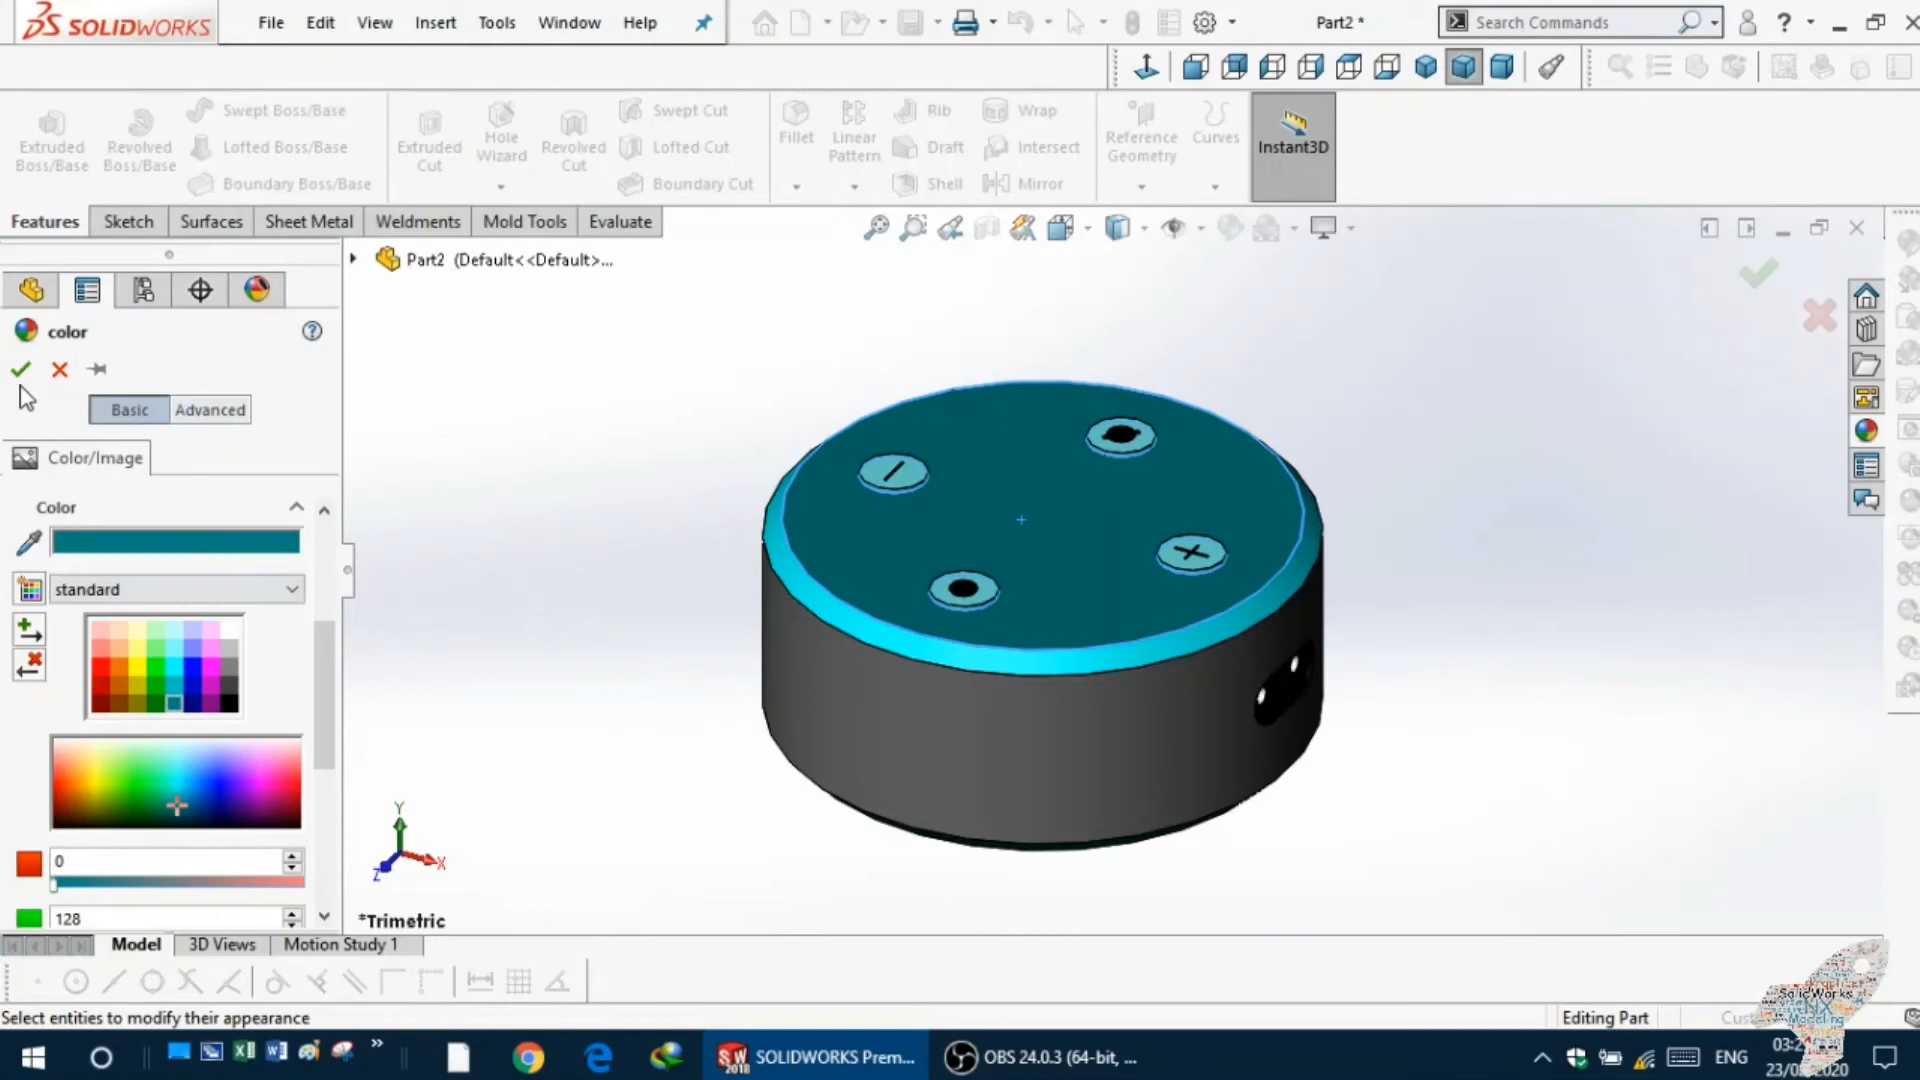 SOLIDWORKS File Edit View Insert Tools Window Help Part2 * Search Commands ?
Extruded Boss/Base Revolved Boss/Base Swept Boss/Base Lofted Boss/Base Boundary Boss/Base Extruded Cut Hole Wizard Revolved Cut Swept Cut Lofted Cut Boundary Cut Fillet Linear Pattern Rib Draft Shell Wrap Intersect Mirror Reference Geometry Curves Instant3D
Features Sketch Surfaces Sheet Metal Weldments Mold Tools Evaluate
Part2 (Default<<Default>...
color
Basic Advanced
Color/Image
Color
standard
0
128
Y
X
Z
*Trimetric
Model 3D Views Motion Study 1
Select entities to modify their appearance Editing Part
SolidWorks
NX
Modeling
SW 2018 SOLIDWORKS Prem... OBS 24.0.3 (64-bit, ... ENG